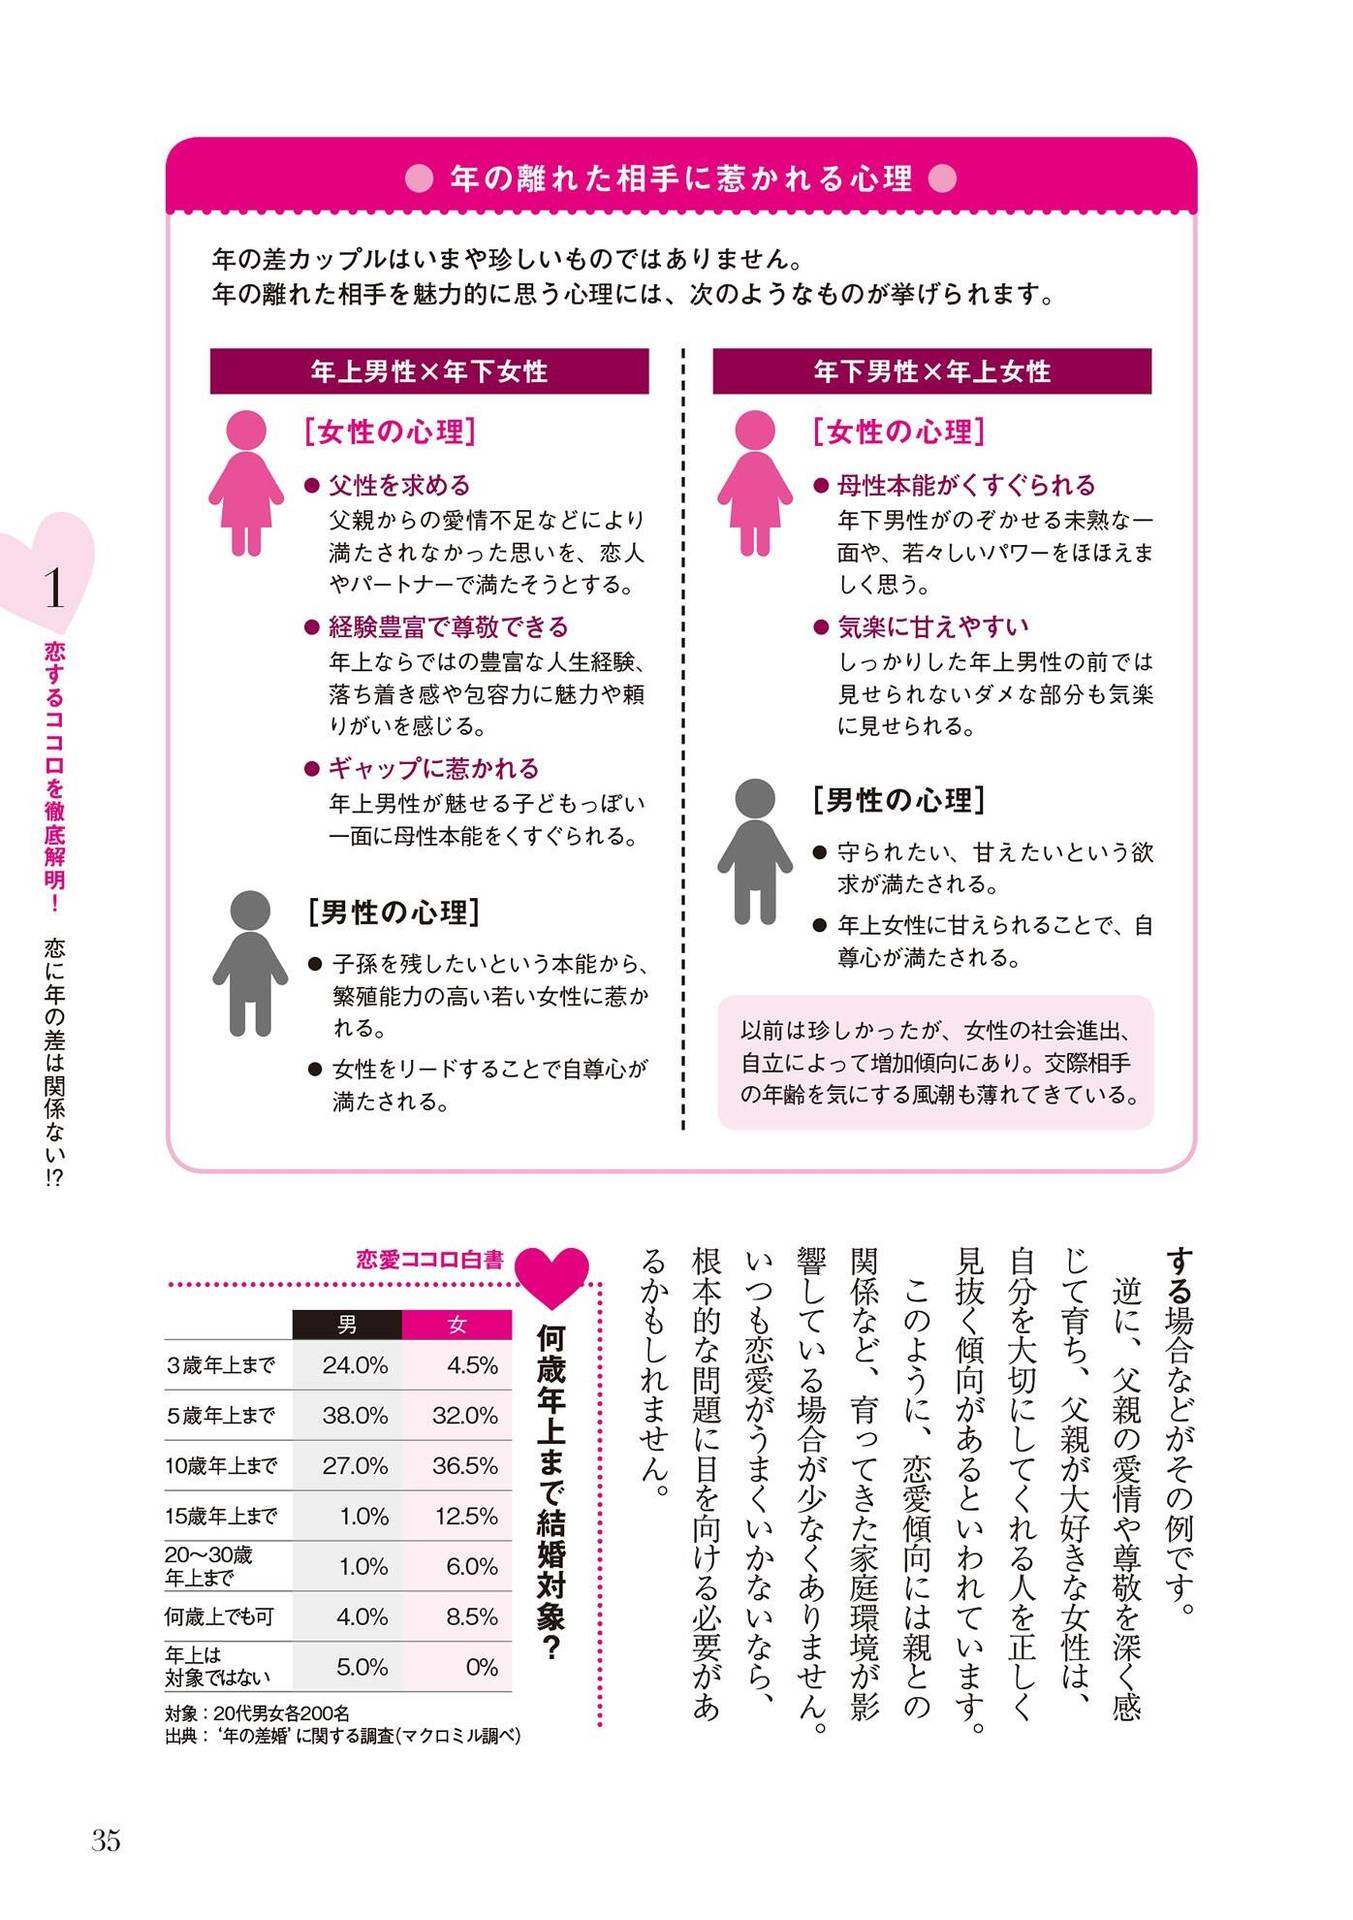 年の離れた相手に惹かれる心理
年の差カップルはいまや珍しいものではありません。
年の離れた相手を魅力的に思う心理には、次のようなものが挙げられます。
年上男性×年下女性
[女性の心理]
● 父性を求める
父親からの愛情不足などにより
満たされなかった思いを、恋人
やパートナーで満たそうとする。
● 経験豊富で尊敬できる
年上ならではの豊富な人生経験、
落ち着き感や包容力に魅力や頼
りがいを感じる。
● ギャップに惹かれる
年上男性が魅せる子どもっぽい
一面に母性本能をくすぐられる。
[男性の心理]
● 子孫を残したいという本能から、
繁殖能力の高い若い女性に惹か
れる。
● 女性をリードすることで自尊心が
満たされる。
年下男性×年上女性
[女性の心理]
● 母性本能がくすぐられる
年下男性がのぞかせる未熟な一
面や、若々しいパワーをほほえま
しく思う。
● 気楽に甘えやすい
しっかりした年上男性の前では
見せられないダメな部分も気楽
に見せられる。
[男性の心理]
● 守られたい、甘えたいという欲
求が満たされる。
● 年上女性に甘えられることで、自
尊心が満たされる。
以前は珍しかったが、女性の社会進出、
自立によって増加傾向にあり。交際相手
の年齢を気にする風潮も薄れてきている。
1
恋するココロを徹底解明！ 恋に年の差は関係ない!?
する場合などがその例です。
逆に、父親の愛情や尊敬を深く感
じて育ち、父親が大好きな女性は、
自分を大切にしてくれる人を正しく
見抜く傾向があるといわれています。
このように、恋愛傾向には親との
関係など、育ってきた家庭環境が影
響している場合が少なくありません。
いつも恋愛がうまくいかないなら、
根本的な問題に目を向ける必要があ
るかもしれません。
恋愛ココロ白書
何歳年上まで結婚対象？
男 女
3歳年上まで 24.0% 4.5%
5歳年上まで 38.0% 32.0%
10歳年上まで 27.0% 36.5%
15歳年上まで 1.0% 12.5%
20〜30歳
年上まで 1.0% 6.0%
何歳上でも可 4.0% 8.5%
年上は
対象ではない 5.0% 0%
対象：20代男女各200名
出典：‘年の差婚’に関する調査(マクロミル調べ)
35